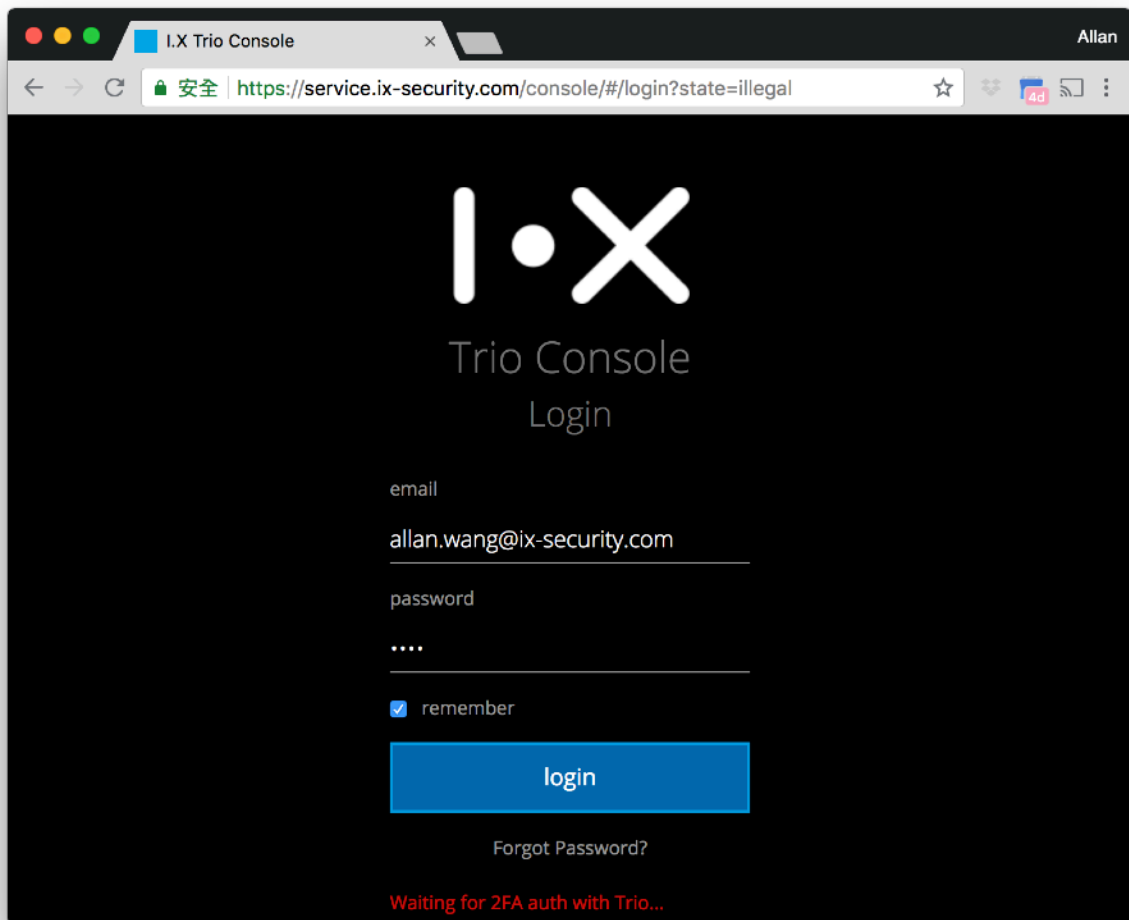 I.X Trio Console
Allan
安全 https://service.ix-security.com/console/#/login?state=illegal
4d
I•X
Trio Console
Login
email
allan.wang@ix-security.com
password
••••
remember
login
Forgot Password?
Waiting for 2FA auth with Trio...